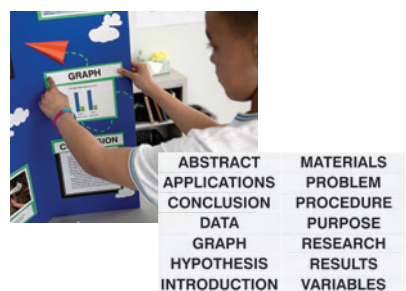 GRAPH
ABSTRACT
APPLICATIONS
CONCLUSION
DATA
GRAPH
HYPOTHESIS
INTRODUCTION
MATERIALS
PROBLEM
PROCEDURE
PURPOSE
RESEARCH
RESULTS
VARIABLES